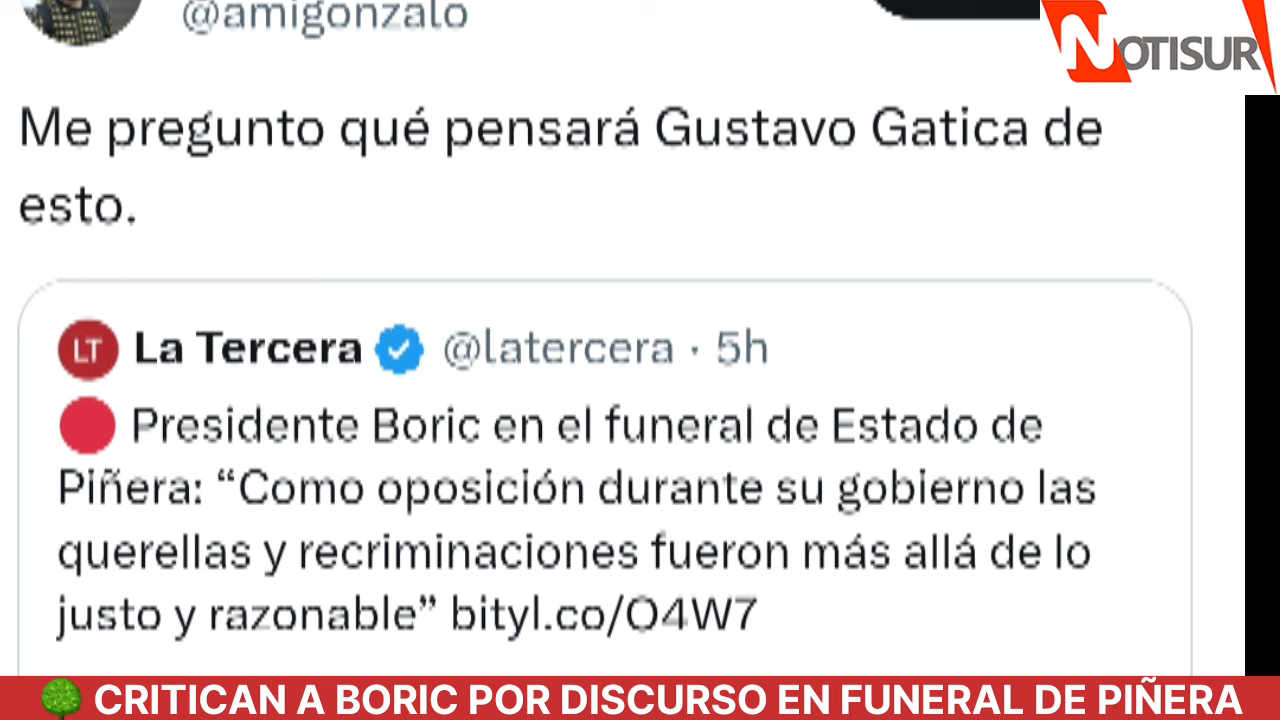 @amigonzalo
NOTISUR
Me pregunto qué pensará Gustavo Gatica de
esto.
LT La Tercera @latercera · 5h
Presidente Boric en el funeral de Estado de
Piñera: “Como oposición durante su gobierno las
querellas y recriminaciones fueron más allá de lo
justo y razonable” bityl.co/O4W7
CRITICAN A BORIC POR DISCURSO EN FUNERAL DE PIÑERA